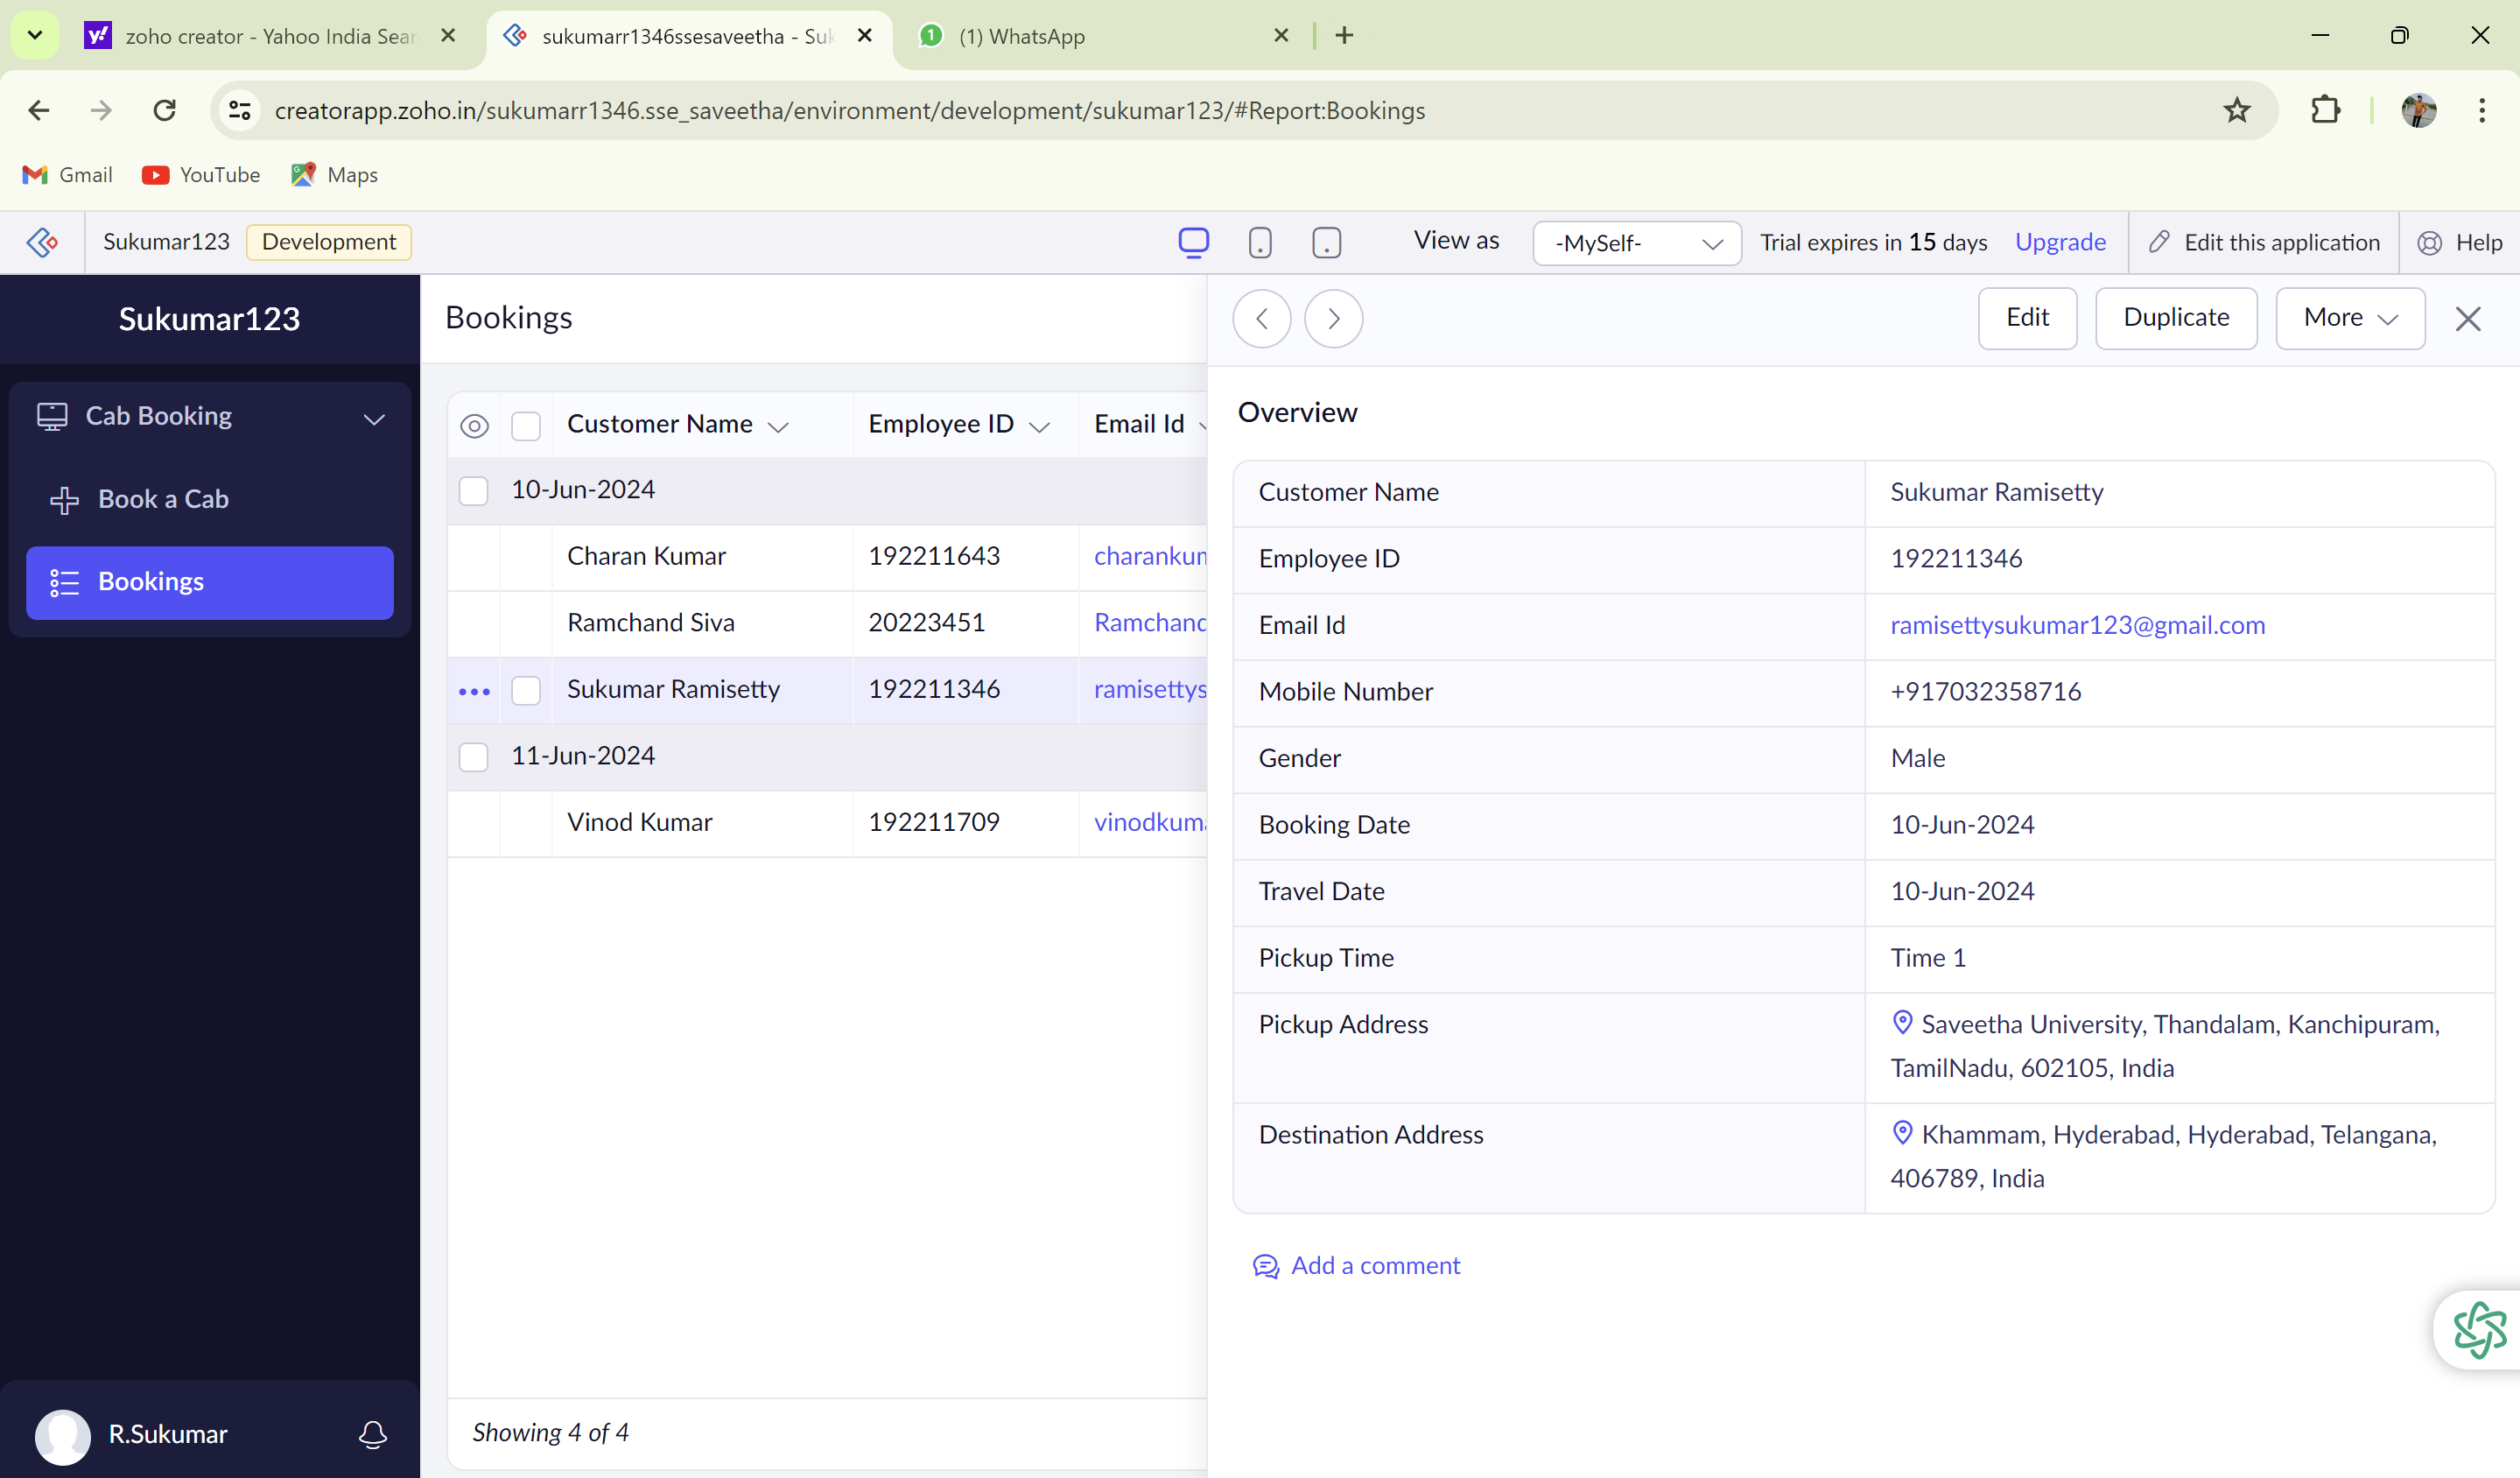 zoho creator - Yahoo India Sear
sukumarr1346ssesaveetha - Suk
(1) WhatsApp
creatorapp.zoho.in/sukumarr1346.sse_saveetha/environment/development/sukumar123/#Report:Bookings
Gmail
YouTube
Maps
Sukumar123
Development
View as
-MySelf-
Trial expires in 15 days
Upgrade
Edit this application
Help
Sukumar123
Cab Booking
Book a Cab
Bookings
R.Sukumar
Bookings
Customer Name Employee ID Email Id
10-Jun-2024
Charan Kumar 192211643 charankum
Ramchand Siva 20223451 Ramchand
Sukumar Ramisetty 192211346 ramisettys
11-Jun-2024
Vinod Kumar 192211709 vinodkuma
Showing 4 of 4
Edit
Duplicate
More
Overview
Customer Name Sukumar Ramisetty
Employee ID 192211346
Email Id ramisettysukumar123@gmail.com
Mobile Number +917032358716
Gender Male
Booking Date 10-Jun-2024
Travel Date 10-Jun-2024
Pickup Time Time 1
Pickup Address Saveetha University, Thandalam, Kanchipuram,
TamilNadu, 602105, India
Destination Address Khammam, Hyderabad, Hyderabad, Telangana,
406789, India
Add a comment